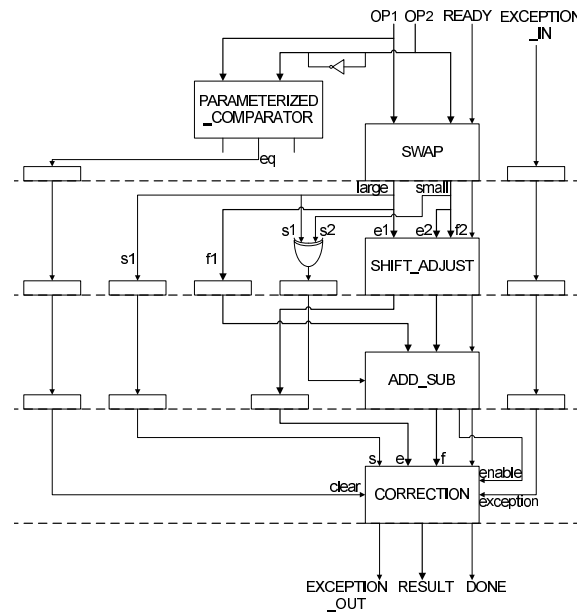 OP1 OP2 READY EXCEPTION
_IN
PARAMETERIZED
_COMPARATOR
eq
SWAP
large small
s1 s2
s1 f1 e1 e2 f2
SHIFT_ADJUST
ADD_SUB
s e f
enable
clear
CORRECTION
exception
EXCEPTION
_OUT
RESULT DONE